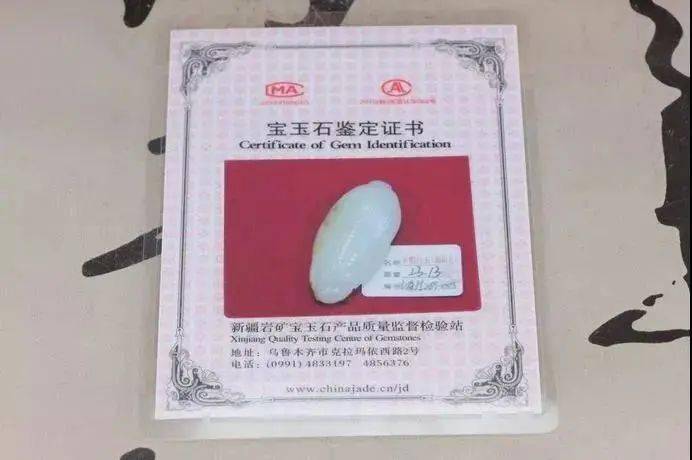 MA
AL
宝玉石鉴定证书
Certificate of Gem Identification
23.13
新疆岩矿宝玉石产品质量监督检验站
Xinjiang Quality Testing Centre of Gemstones
地址：乌鲁木齐市克拉玛依西路2号
电话：(0991) 4833197 4856376
www.chinajade.cn/jd